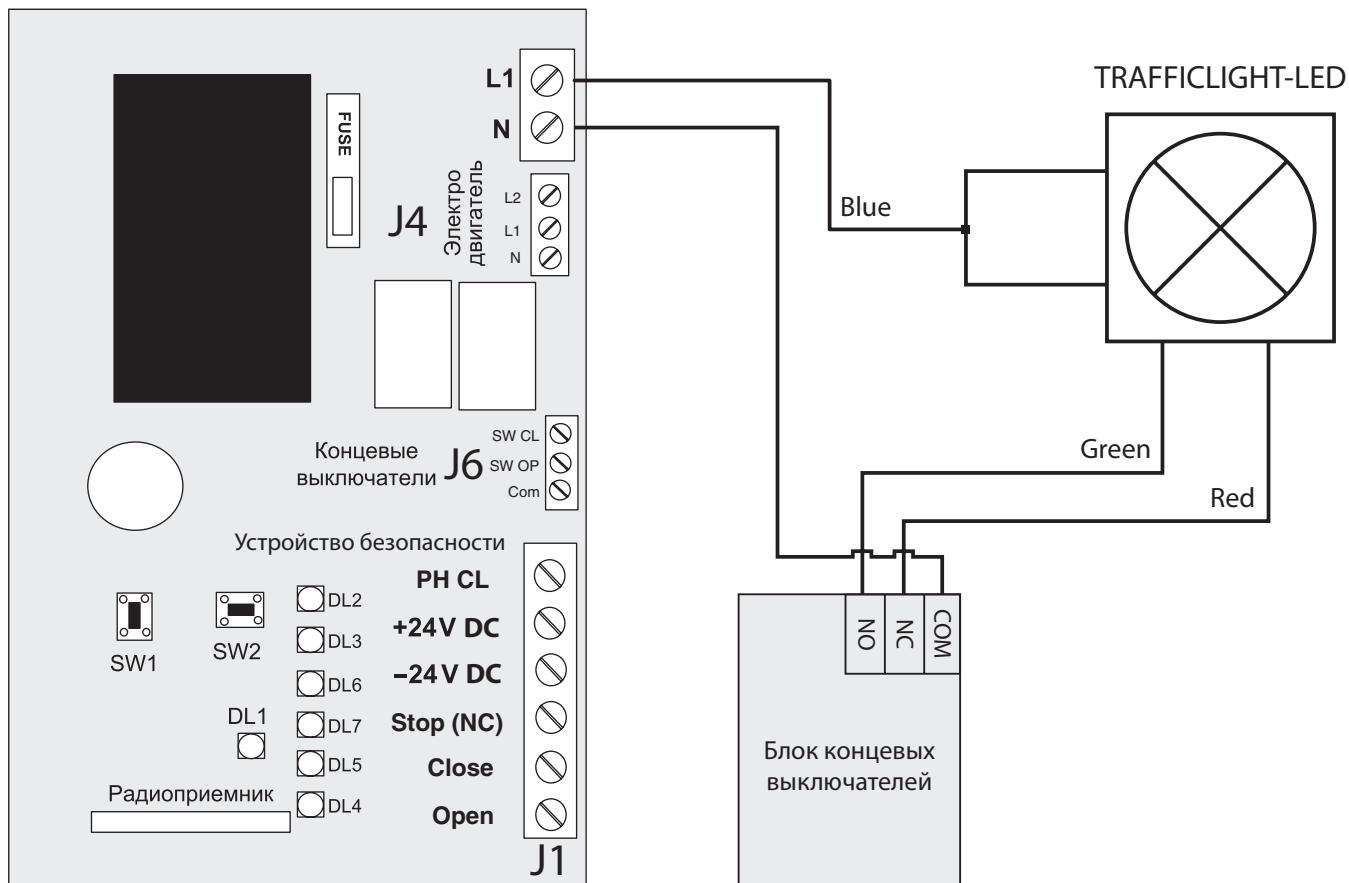 L1
N
TRAFFICLIGHT-LED
FUSE
J4
Электро
двигатель
L2
L1
N
Blue
Концевые
выключатели
J6
SW CL
SW OP
Com
Green
Red
Устройство безопасности
PH CL
+24V DC
–24V DC
Stop (NC)
Close
Open
J1
SW1
SW2
DL2
DL3
DL6
DL7
DL5
DL4
DL1
Радиоприемник
NO
NC
COM
Блок концевых
выключателей